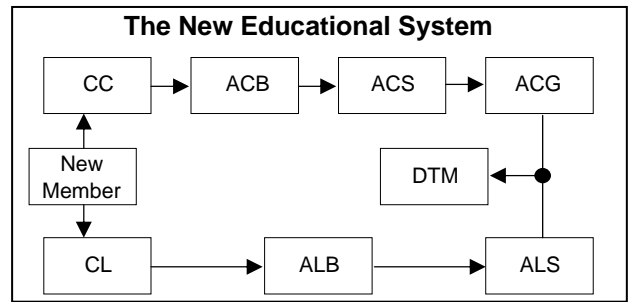 The New Educational System
CC
ACB
ACS
ACG
New
Member
DTM
CL
ALB
ALS